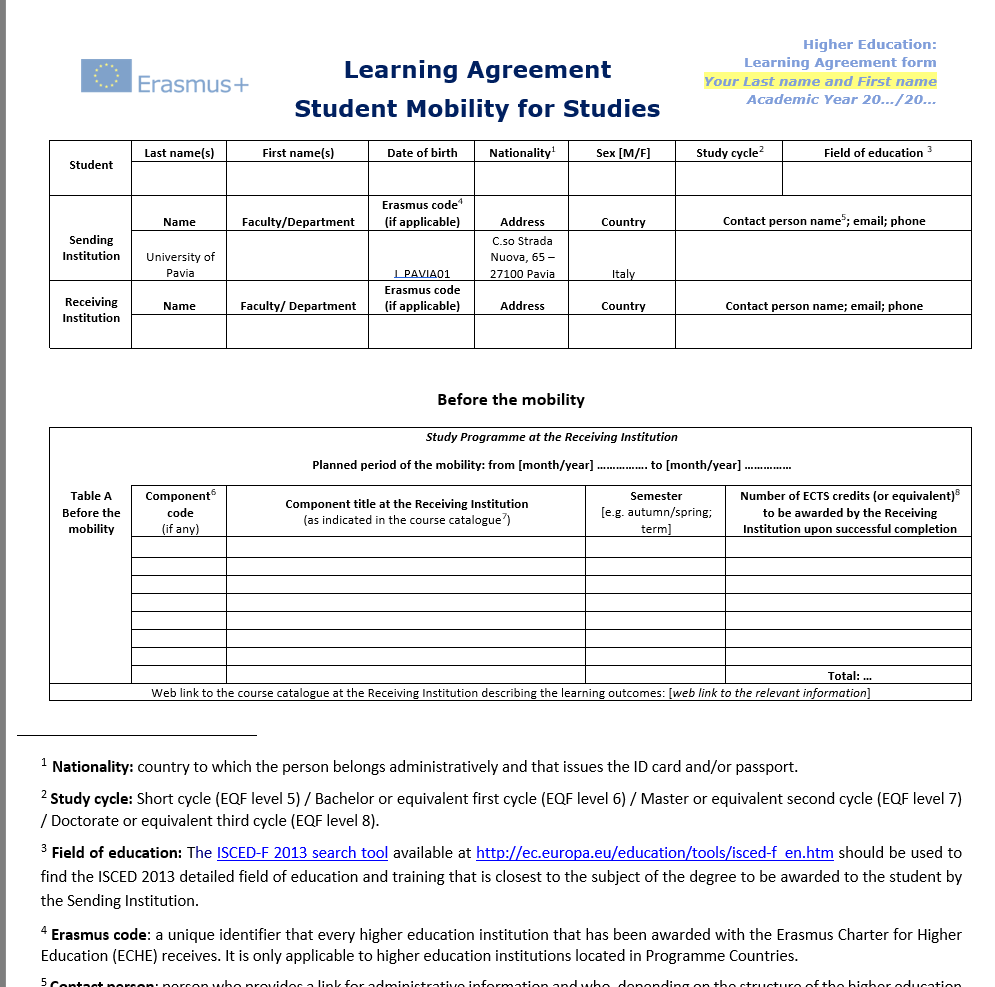 Higher Education:
Learning Agreement form
Your Last name and First name
Academic Year 20…/20…
Erasmus+
Learning Agreement
Student Mobility for Studies
Student
Last name(s) First name(s) Date of birth Nationality1 Sex [M/F] Study cycle2 Field of education 3
Sending
Institution
Name Faculty/Department Erasmus code4
(if applicable) Address Country Contact person name5; email; phone
University of
Pavia
I PAVIA01
C.so Strada
Nuova, 65 –
27100 Pavia
Italy
Receiving
Institution
Name Faculty/ Department Erasmus code
(if applicable) Address Country Contact person name; email; phone
Before the mobility
Study Programme at the Receiving Institution
Planned period of the mobility: from [month/year] ……………. to [month/year] ……………
Table A
Before the
mobility
Component6
code
(if any)
Component title at the Receiving Institution
(as indicated in the course catalogue7)
Semester
[e.g. autumn/spring;
term]
Number of ECTS credits (or equivalent)8
to be awarded by the Receiving
Institution upon successful completion
Total: …
Web link to the course catalogue at the Receiving Institution describing the learning outcomes: [web link to the relevant information]
1 Nationality: country to which the person belongs administratively and that issues the ID card and/or passport.
2 Study cycle: Short cycle (EQF level 5) / Bachelor or equivalent first cycle (EQF level 6) / Master or equivalent second cycle (EQF level 7)
/ Doctorate or equivalent third cycle (EQF level 8).
3 Field of education: The ISCED-F 2013 search tool available at http://ec.europa.eu/education/tools/isced-f_en.htm should be used to
find the ISCED 2013 detailed field of education and training that is closest to the subject of the degree to be awarded to the student by
the Sending Institution.
4 Erasmus code: a unique identifier that every higher education institution that has been awarded with the Erasmus Charter for Higher
Education (ECHE) receives. It is only applicable to higher education institutions located in Programme Countries.
5 Contact person: person who provides a link for administrative information and who, depending on the structure of the higher education